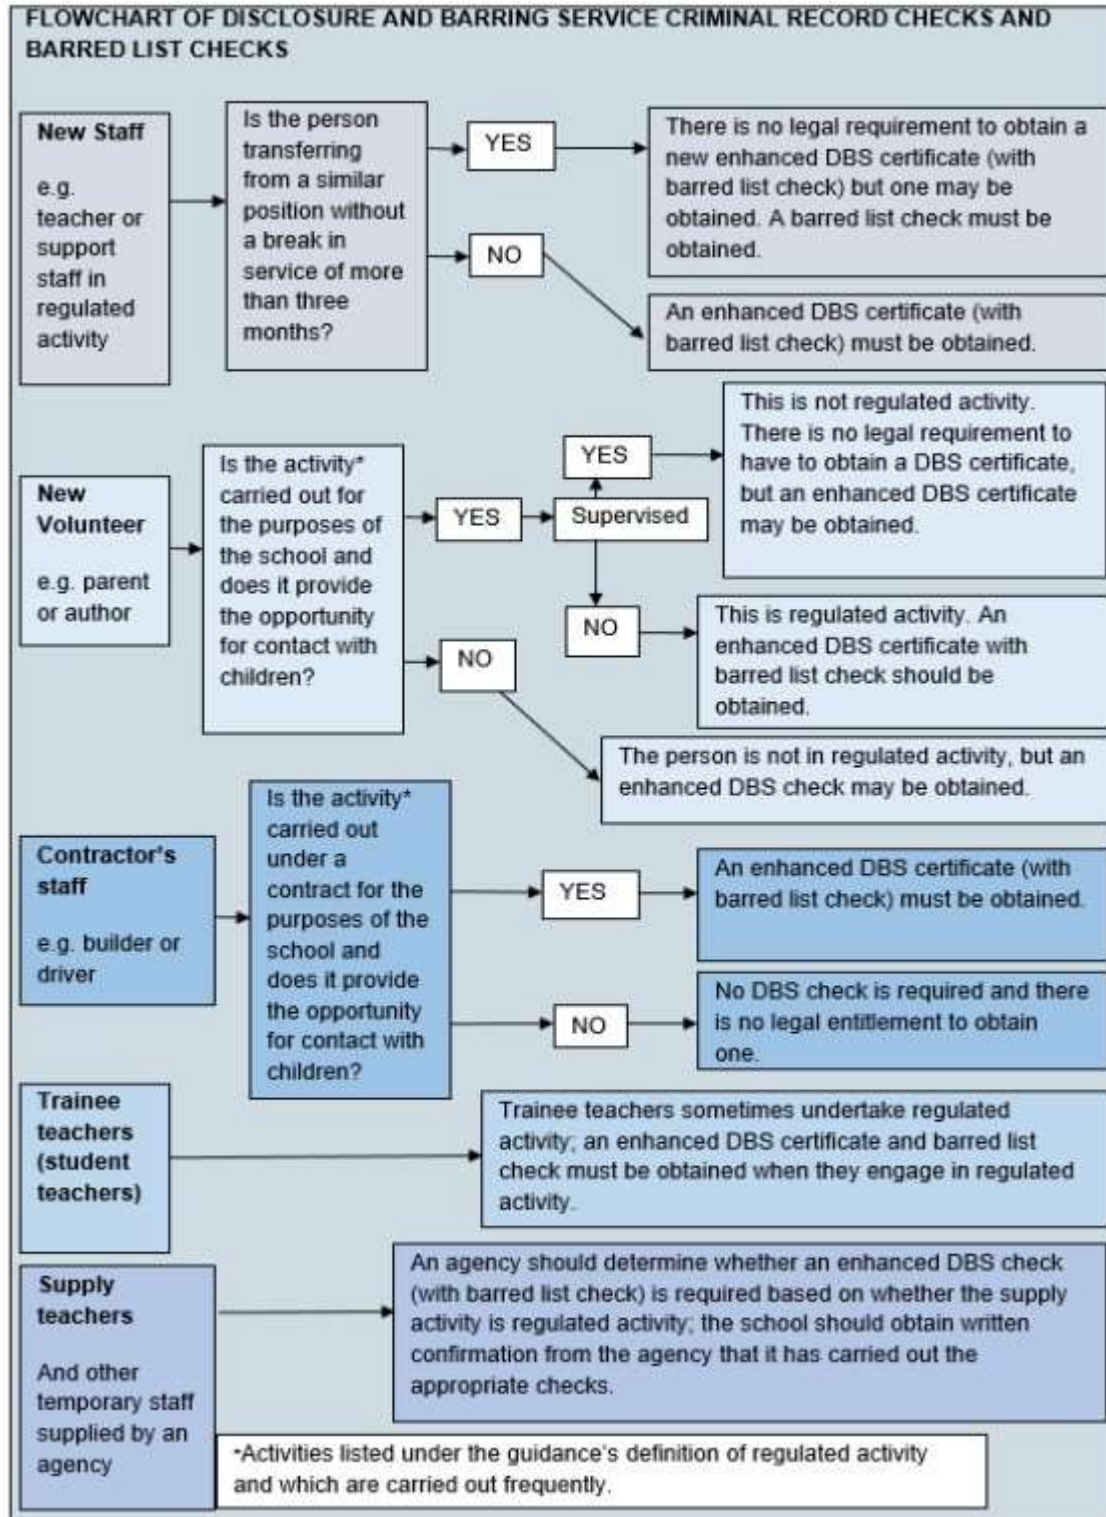 FLOWCHART OF DISCLOSURE AND BARRING SERVICE CRIMINAL RECORD CHECKS AND
BARRED LIST CHECKS
New Staff
e.g.
teacher or
support
staff in
regulated
activity
Is the person
transferring
from a similar
position without
a break in
service of more
than three
months?
YES
There is no legal requirement to obtain a
new enhanced DBS certificate (with
barred list check) but one may be
obtained. A barred list check must be
obtained.
NO
An enhanced DBS certificate (with
barred list check) must be obtained.
New
Volunteer
e.g. parent
or author
Is the activity*
carried out for
the purposes of
the school and
does it provide
the opportunity
for contact with
children?
YES
Supervised
YES
This is not regulated activity.
There is no legal requirement to
have to obtain a DBS certificate,
but an enhanced DBS certificate
may be obtained.
NO
This is regulated activity. An
enhanced DBS certificate with
barred list check should be
obtained.
NO
The person is not in regulated activity, but an
enhanced DBS check may be obtained.
Contractor's
staff
e.g. builder or
driver
Is the activity*
carried out
under a
contract for the
purposes of the
school and
does it provide
the opportunity
for contact with
children?
YES
An enhanced DBS certificate (with
barred list check) must be obtained.
NO
No DBS check is required and there
is no legal entitlement to obtain
one.
Trainee
teachers
(student
teachers)
Trainee teachers sometimes undertake regulated
activity; an enhanced DBS certificate and barred list
check must be obtained when they engage in regulated
activity.
Supply
teachers
And other
temporary staff
supplied by an
agency
An agency should determine whether an enhanced DBS check
(with barred list check) is required based on whether the supply
activity is regulated activity; the school should obtain written
confirmation from the agency that it has carried out the
appropriate checks.
*Activities listed under the guidance's definition of regulated activity
and which are carried out frequently.